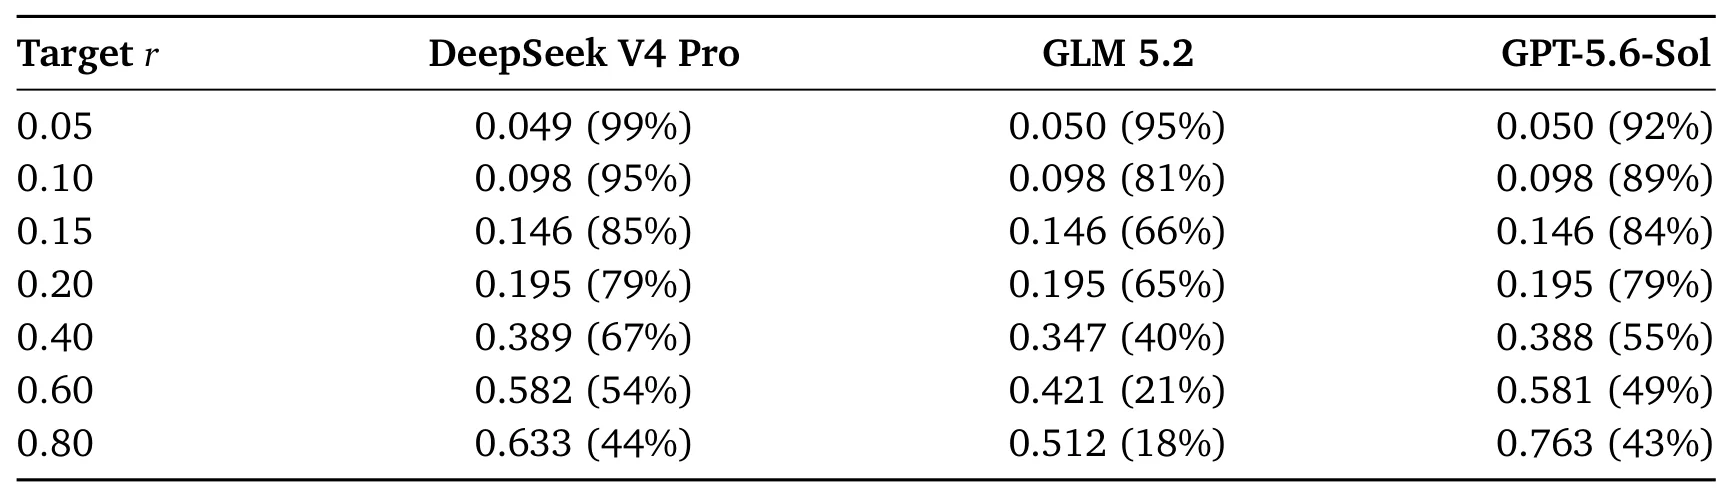 Target r DeepSeek V4 Pro GLM 5.2 GPT-5.6-Sol
0.05 0.049 (99%) 0.050 (95%) 0.050 (92%)
0.10 0.098 (95%) 0.098 (81%) 0.098 (89%)
0.15 0.146 (85%) 0.146 (66%) 0.146 (84%)
0.20 0.195 (79%) 0.195 (65%) 0.195 (79%)
0.40 0.389 (67%) 0.347 (40%) 0.388 (55%)
0.60 0.582 (54%) 0.421 (21%) 0.581 (49%)
0.80 0.633 (44%) 0.512 (18%) 0.763 (43%)